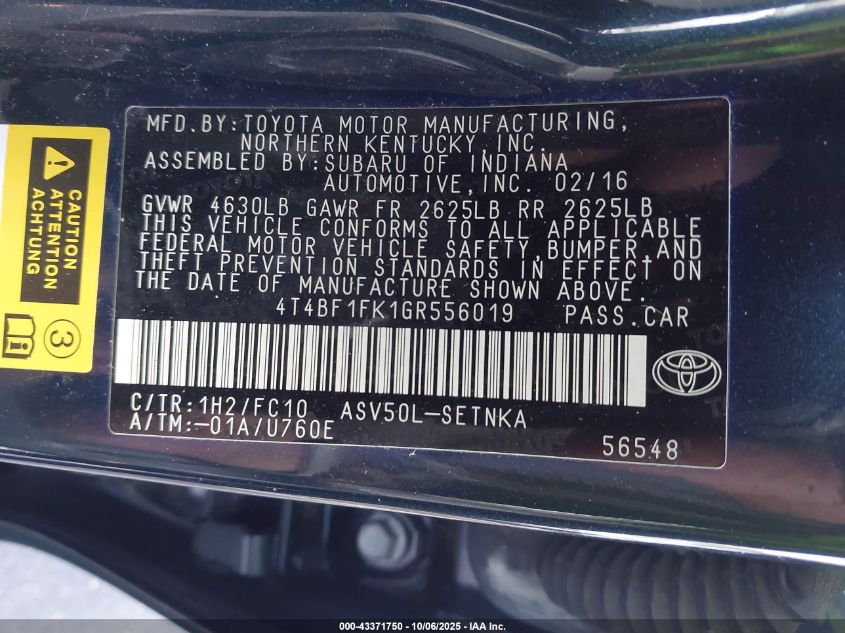 MFD.BY:TOYOTA MOTOR MANUFACTURING,
NORTHERN KENTUCKY,INC.
ASSEMBLED BY:SUBARU OF INDIANA
AUTOMOTIVE,INC. 02/16
GVWR 4630LB GAWR FR 2625LB RR 2625LB
THIS VEHICLE CONFORMS TO ALL APPLICABLE
FEDERAL MOTOR VEHICLE SAFETY,BUMPER,AND
THEFT PREVENTION STANDARDS IN EFFECT ON
THE DATE OF MANUFACTURE SHOWN ABOVE.
4T4BF1FK1GR556019 PASS.CAR
C/TR:1H2/FC10 ASV50L-SETNKA
A/TM:-01A/U760E
56548
CAUTION
ATTENTION
ACHTUNG
3
i
000-43371750 - 10/06/2025 - IAA Inc.